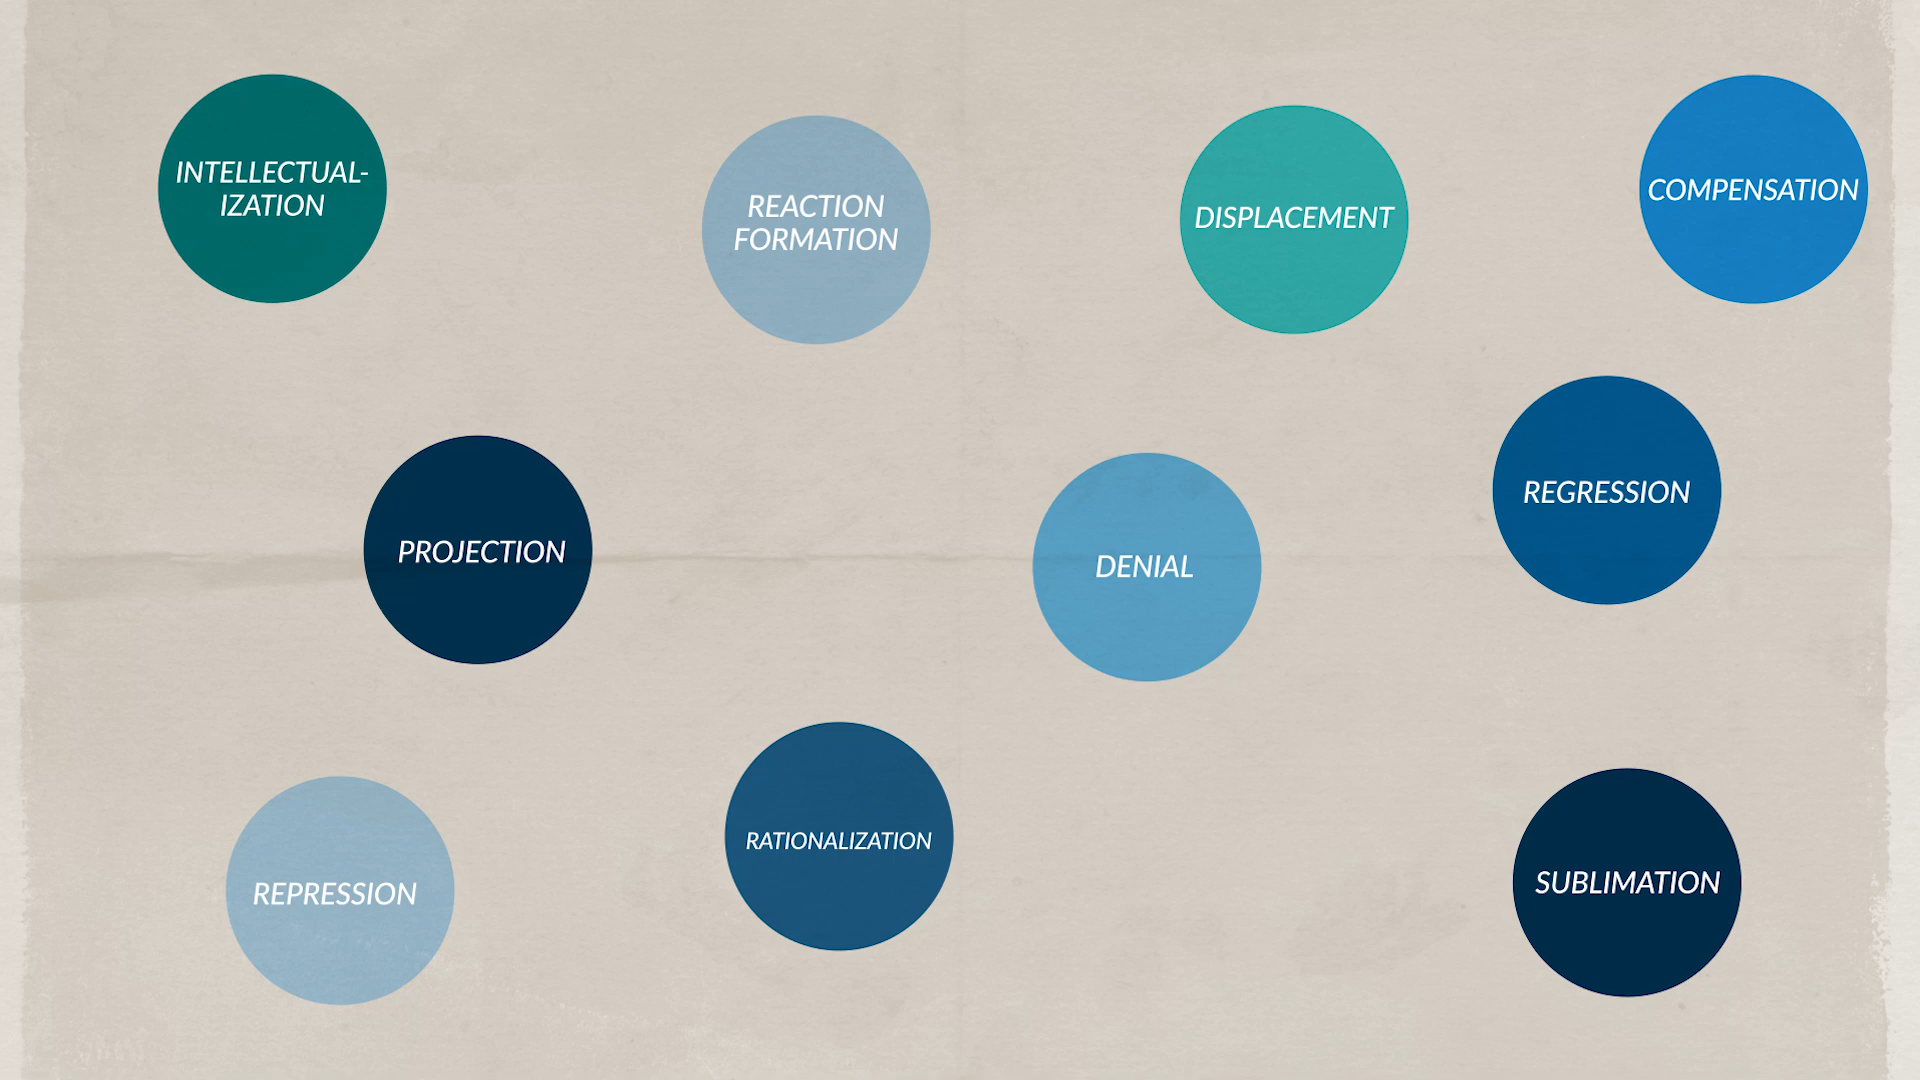 INTELLECTUAL-
IZATION
REACTION
FORMATION
DISPLACEMENT
COMPENSATION
PROJECTION
DENIAL
REGRESSION
REPRESSION
RATIONALIZATION
SUBLIMATION